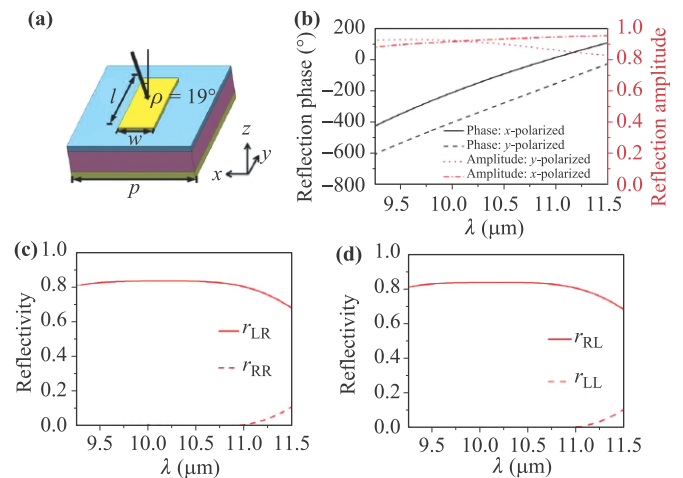 (a)
l
ρ = 19°
w
p
z
y
x
(b)
Reflection phase (°)
200
0
−200
−400
−600
−800
Phase: x-polarized
Phase: y-polarized
Amplitude: y-polarized
Amplitude: x-polarized
1.0
0.8
0.6
0.4
0.2
0.0
Reflection amplitude
9.5 10.0 10.5 11.0 11.5
λ (μm)
(c)
Reflectivity
1.0
0.8
0.6
0.4
0.2
0.0
r_LR
r_RR
9.5 10.0 10.5 11.0 11.5
λ (μm)
(d)
Reflectivity
1.0
0.8
0.6
0.4
0.2
0.0
r_RL
r_LL
9.5 10.0 10.5 11.0 11.5
λ (μm)